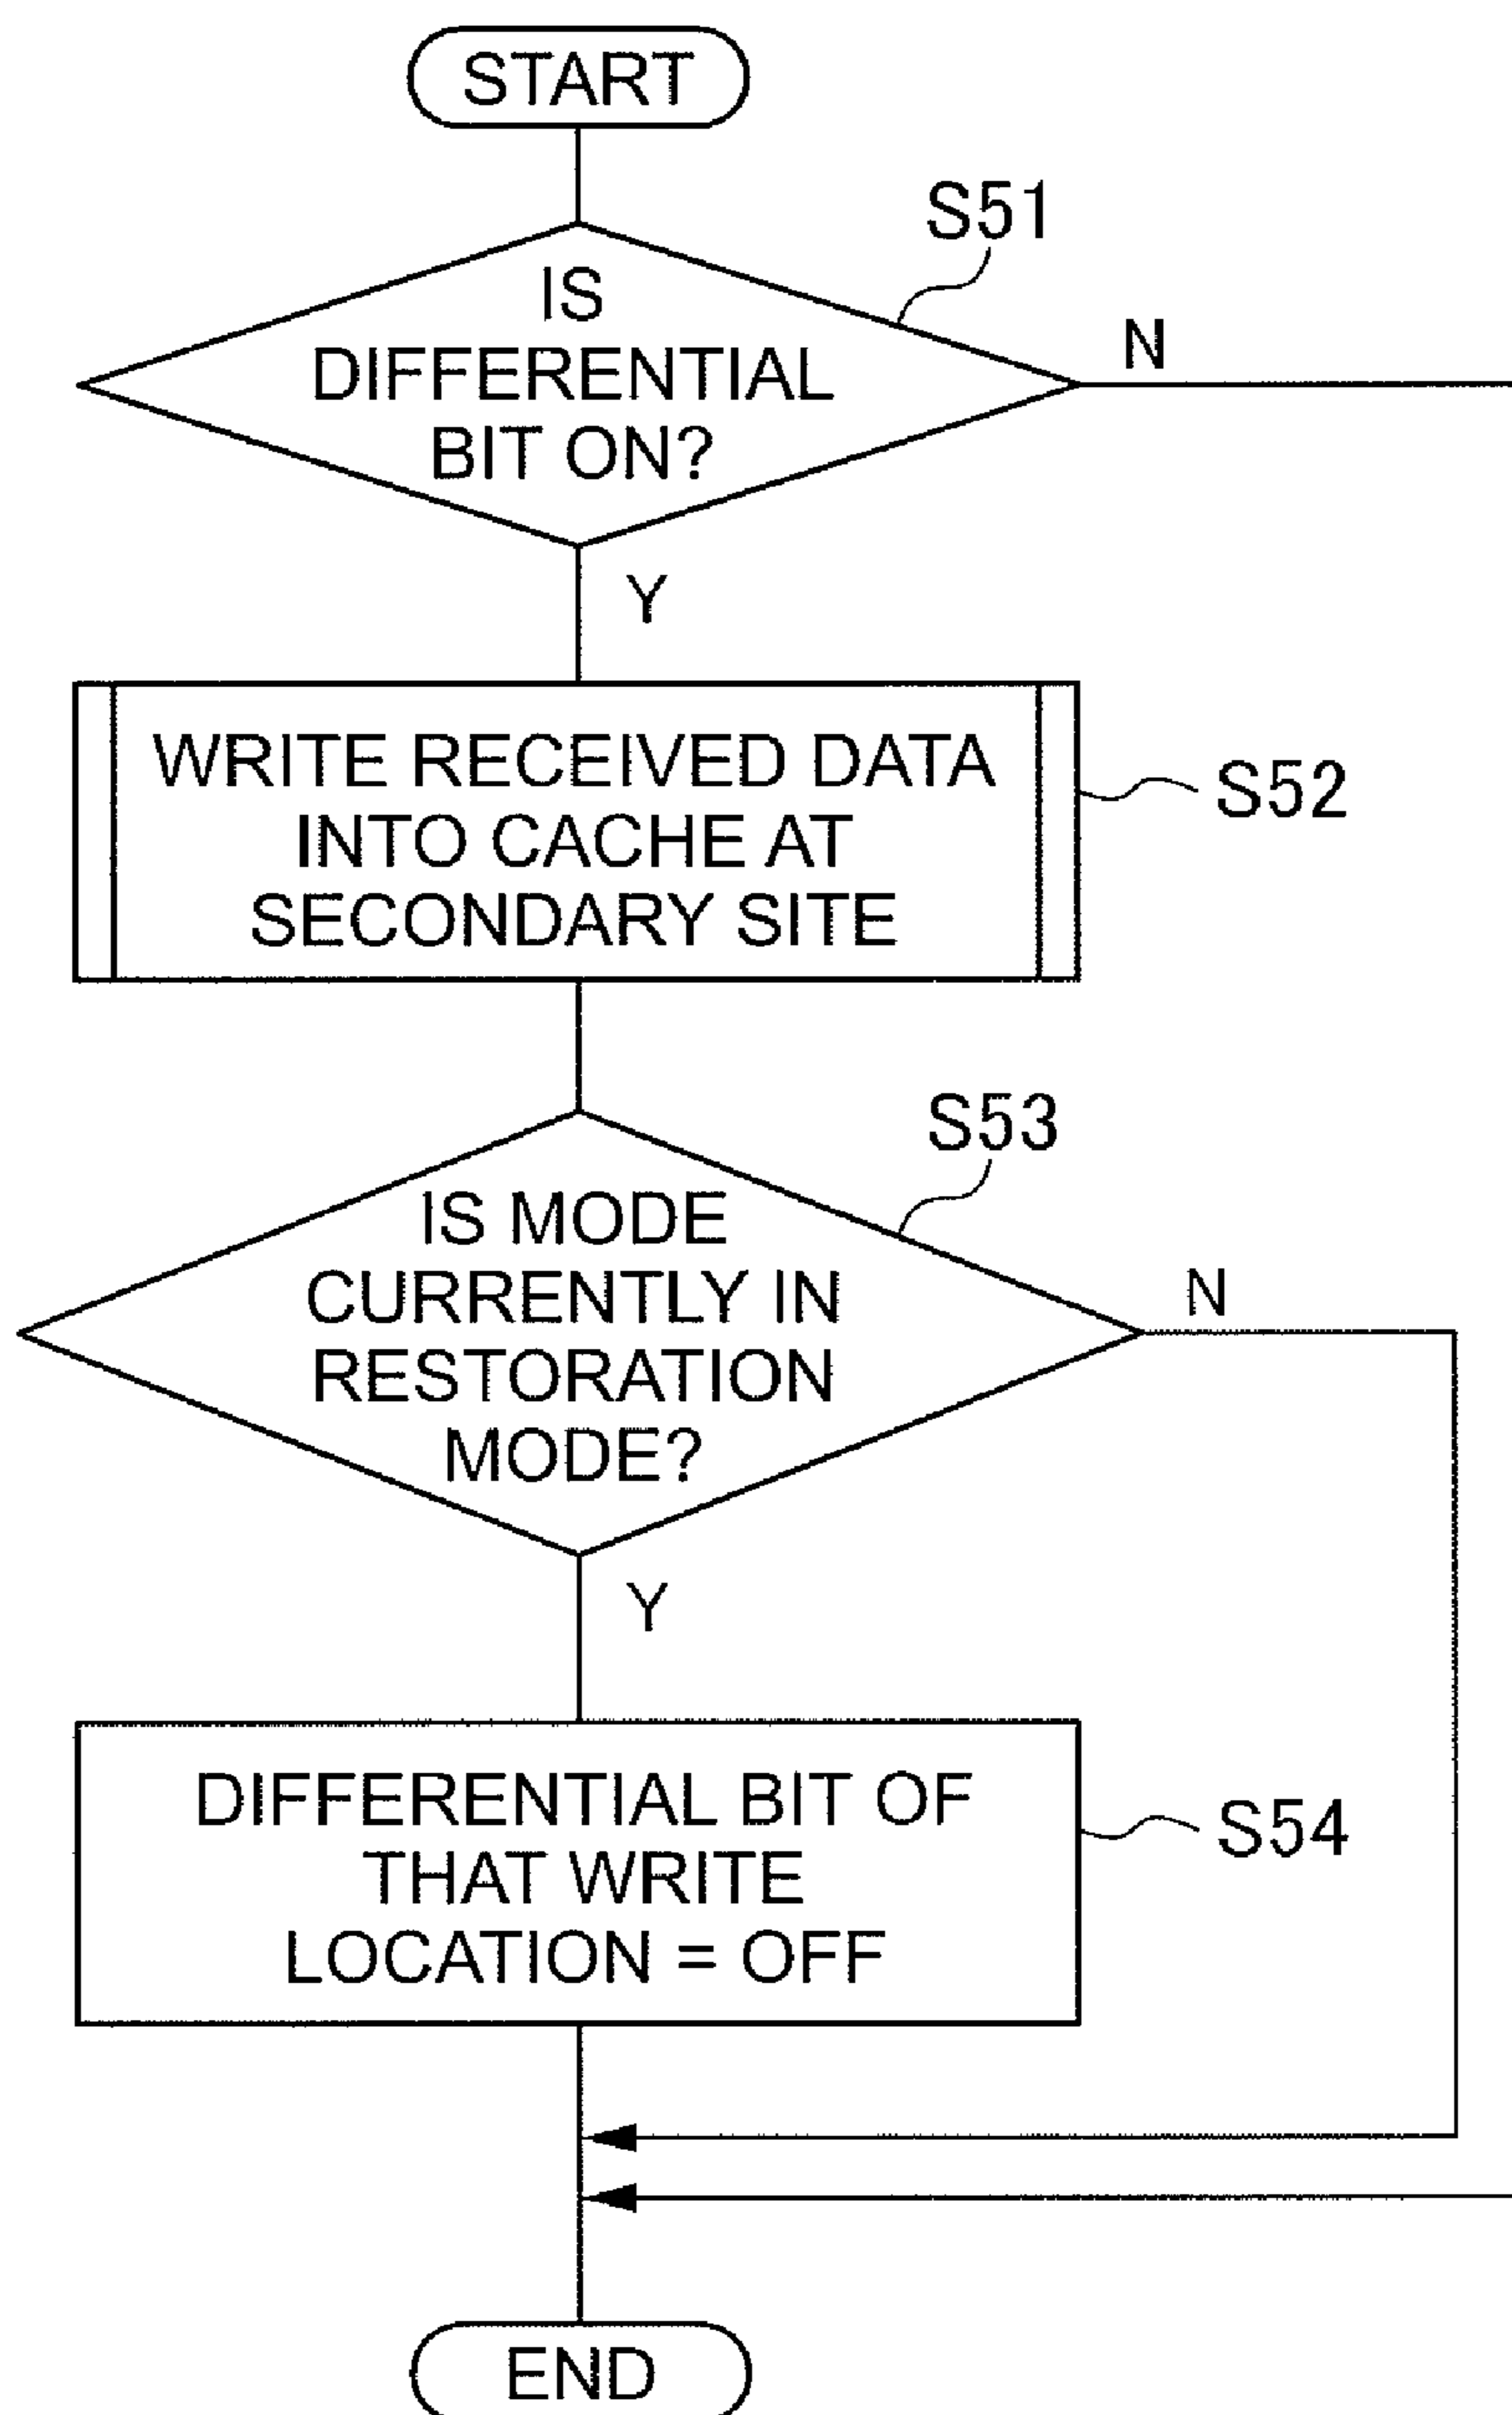 START
S51
IS
DIFFERENTIAL
BIT ON?
N
Y
WRITE RECEIVED DATA
INTO CACHE AT
SECONDARY SITE
S52
S53
IS MODE
CURRENTLY IN
RESTORATION
MODE?
N
Y
DIFFERENTIAL BIT OF
THAT WRITE
LOCATION = OFF
S54
END